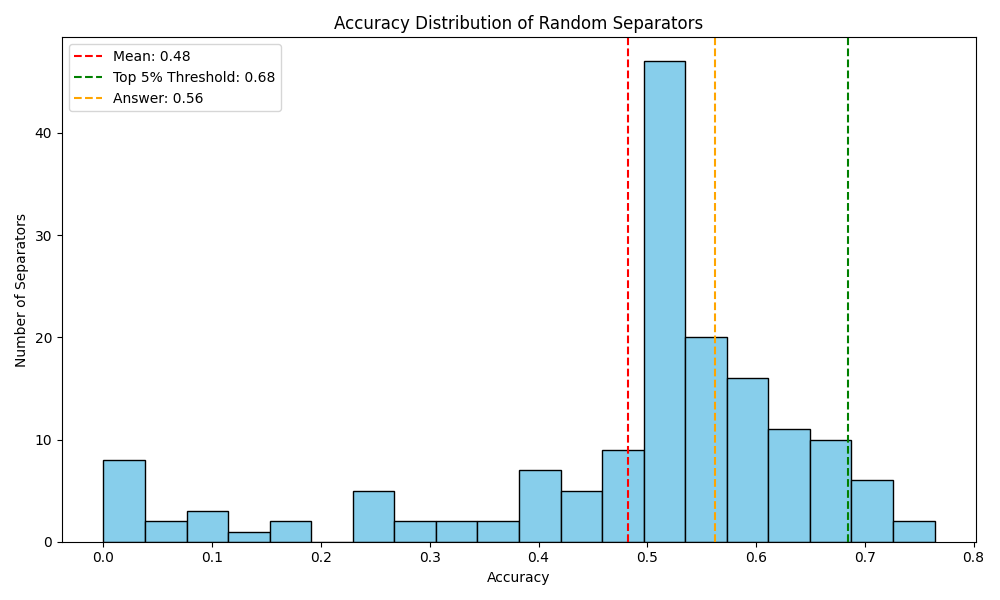 Accuracy Distribution of Random Separators
Mean: 0.48
Top 5% Threshold: 0.68
Answer: 0.56
Number of Separators
40
30
20
10
0
0.0 0.1 0.2 0.3 0.4 0.5 0.6 0.7 0.8
Accuracy